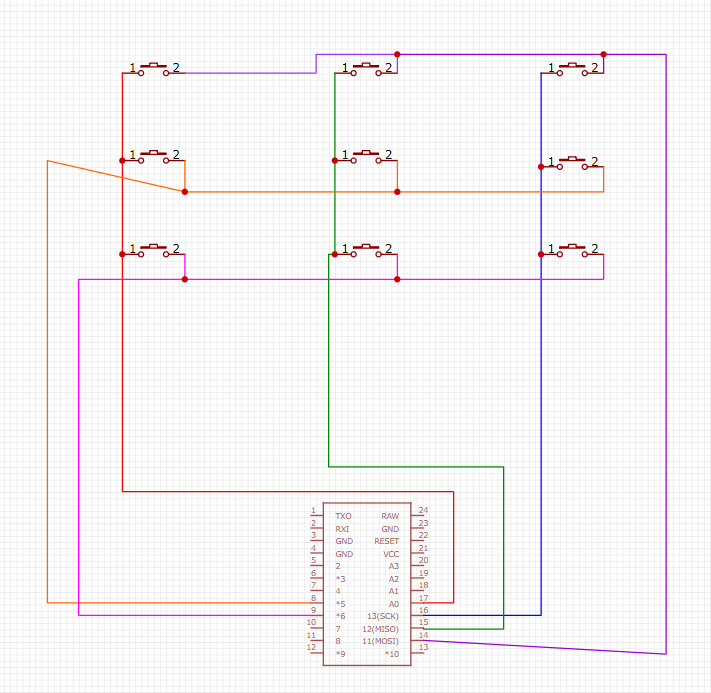 1 2 1 2 1 2
1 2 1 2 1 2
1 2 1 2 1 2
1 TXO RAW 24
2 RXI GND 23
3 GND RESET 22
4 GND VCC 21
5 2 A3 20
6 *3 A2 19
7 4 A1 18
8 *5 A0 17
9 *6 13(SCK) 16
10 7 12(MISO) 15
11 8 11(MOSI) 14
12 *9 *10 13